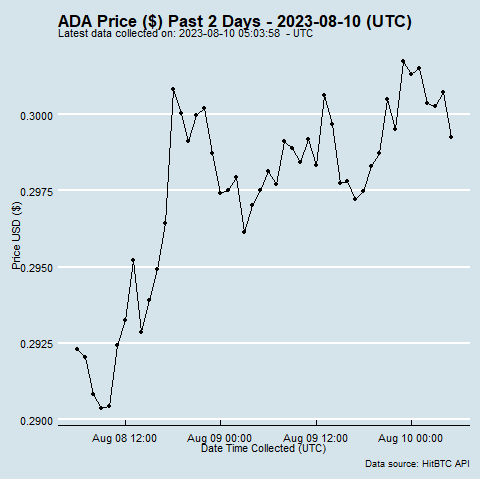 ADA Price ($) Past 2 Days - 2023-08-10 (UTC)
Latest data collected on: 2023-08-10 05:03:58 - UTC
Price USD ($)
0.3000
0.2975
0.2950
0.2925
0.2900
Aug 08 12:00 Aug 09 00:00 Aug 09 12:00 Aug 10 00:00
Date Time Collected (UTC)
Data source: HitBTC API